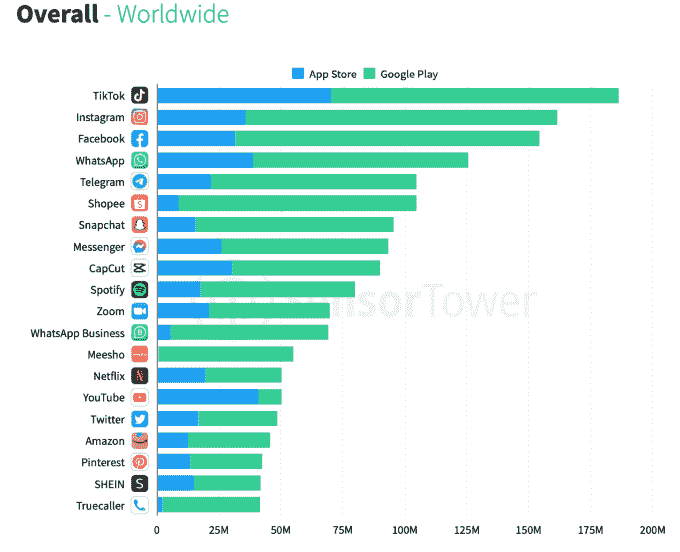 Overall - Worldwide
App Store Google Play
TikTok
Instagram
Facebook
WhatsApp
Telegram
Shopee
Snapchat
Messenger
CapCut
Spotify
Zoom
WhatsApp Business
Meesho
Netflix
YouTube
Twitter
Amazon
Pinterest
SHEIN
Truecaller
0 25M 50M 75M 100M 125M 150M 175M 200M